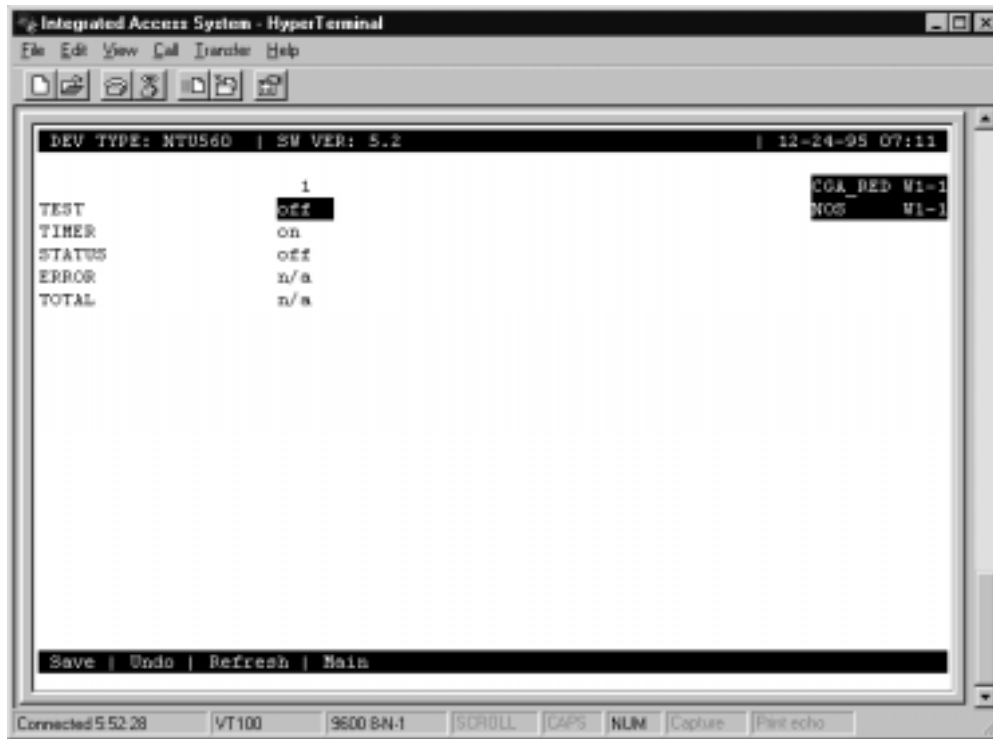 Integrated Access System - HyperTerminal
File Edit View Call Transfer Help
DEV TYPE: MTU560 | SW VER: 5.2 | 12-24-95 07:11
1 CGA_RED W1-1
TEST off NOS W1-1
TIMER on
STATUS off
ERROR n/a
TOTAL n/a
Save | Undo | Refresh | Main
Connected 5:52:28 VT100 9600 8-N-1 SCROLL CAPS NUM Capture Print echo